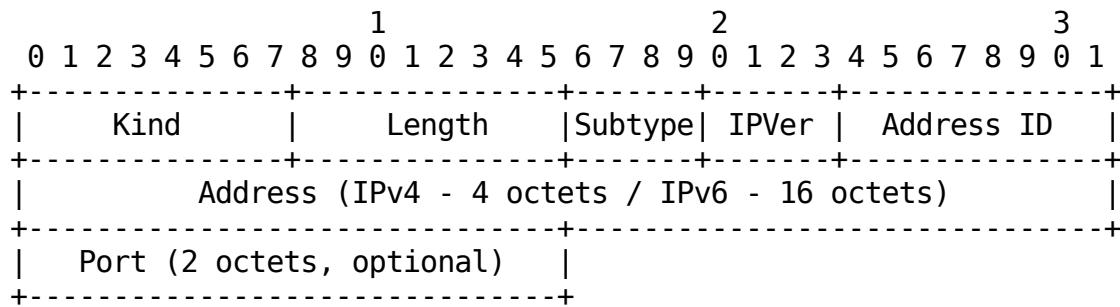 1                   2                   3
 0 1 2 3 4 5 6 7 8 9 0 1 2 3 4 5 6 7 8 9 0 1 2 3 4 5 6 7 8 9 0 1
+---------------+---------------+-------+-------+---------------+
|     Kind      |     Length    |Subtype| IPVer |  Address ID   |
+---------------+---------------+-------+-------+---------------+
|          Address (IPv4 - 4 octets / IPv6 - 16 octets)         |
+-------------------------------+-------------------------------+
|   Port (2 octets, optional)   |
+-------------------------------+